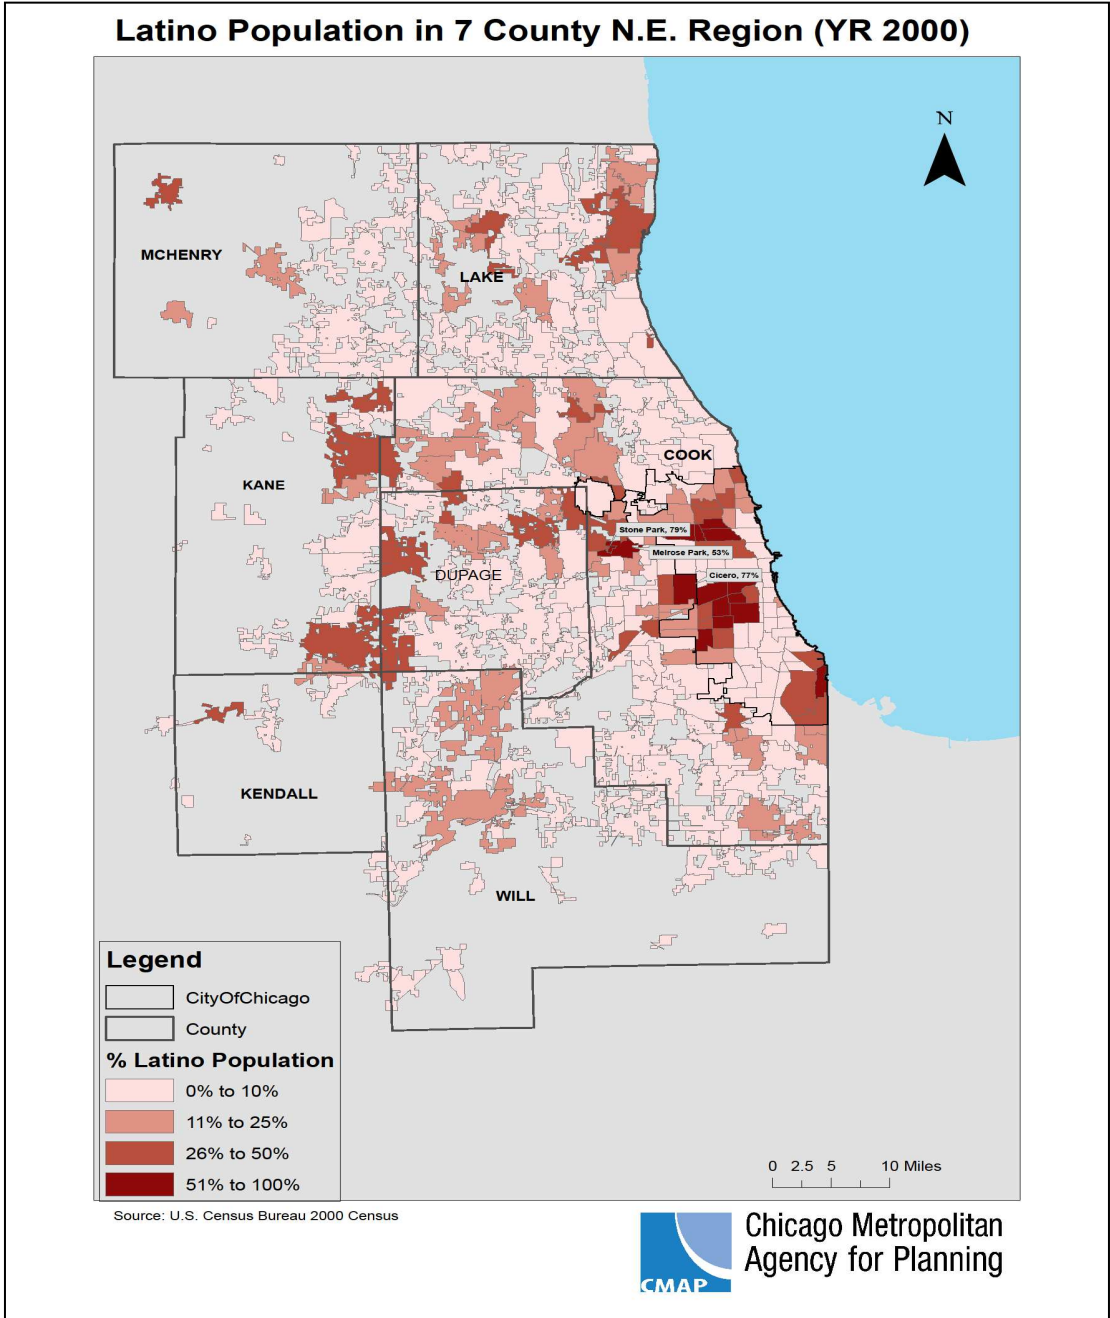 Latino Population in 7 County N.E. Region (YR 2000)
N
MCHENRY
LAKE
COOK
KANE
Stone Park, 79%
Melrose Park, 53%
Cicero, 77%
DUPAGE
KENDALL
WILL
Legend
CityOfChicago
County
% Latino Population
0% to 10%
11% to 25%
26% to 50%
51% to 100%
0 2.5 5 10 Miles
Source: U.S. Census Bureau 2000 Census
CMAP
Chicago Metropolitan
Agency for Planning